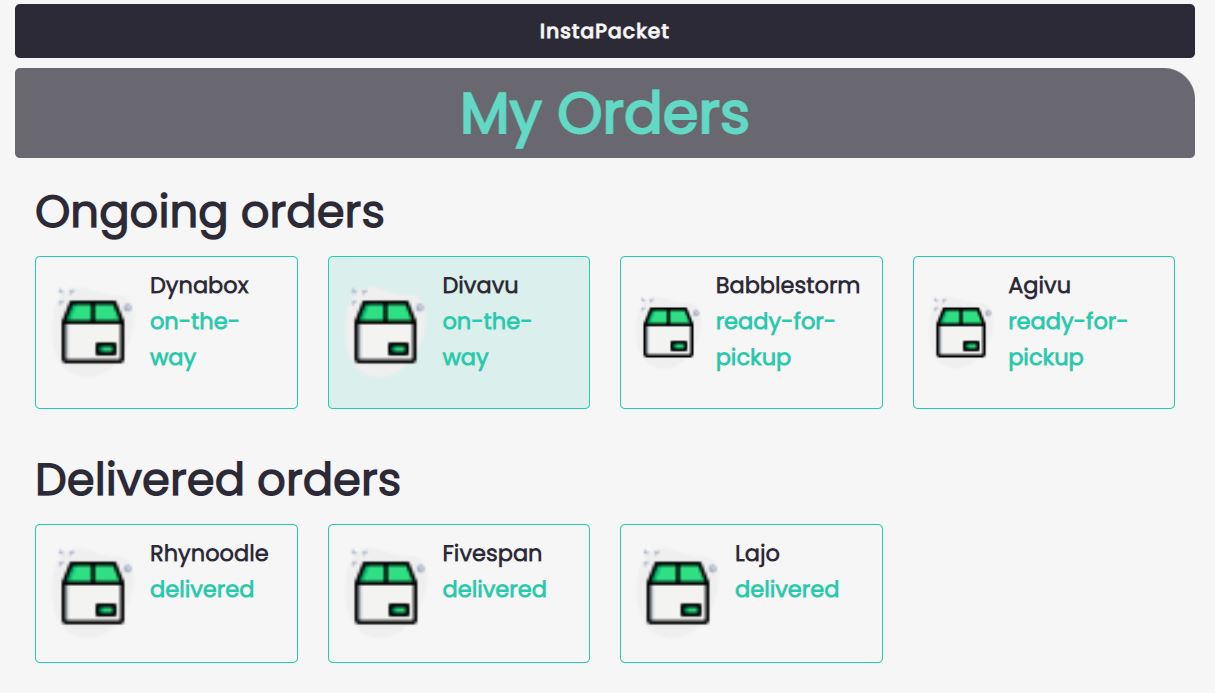 InstaPacket
My Orders
Ongoing orders
Dynabox
on-the-
way
Divavu
on-the-
way
Babblestorm
ready-for-
pickup
Agivu
ready-for-
pickup
Delivered orders
Rhynoodle
delivered
Fivespan
delivered
Lajo
delivered